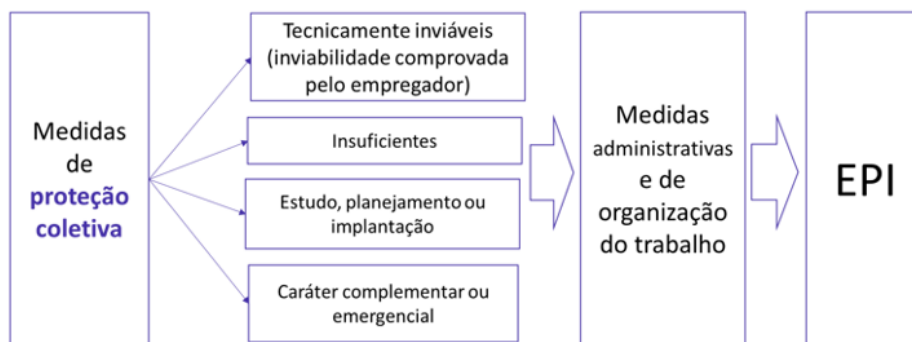 Medidas
de
proteção
coletiva
Tecnicamente inviáveis
(inviabilidade comprovada
pelo empregador)
Insuficientes
Estudo, planejamento ou
implantação
Caráter complementar ou
emergencial
Medidas
administrativas
e de
organização
do trabalho
EPI